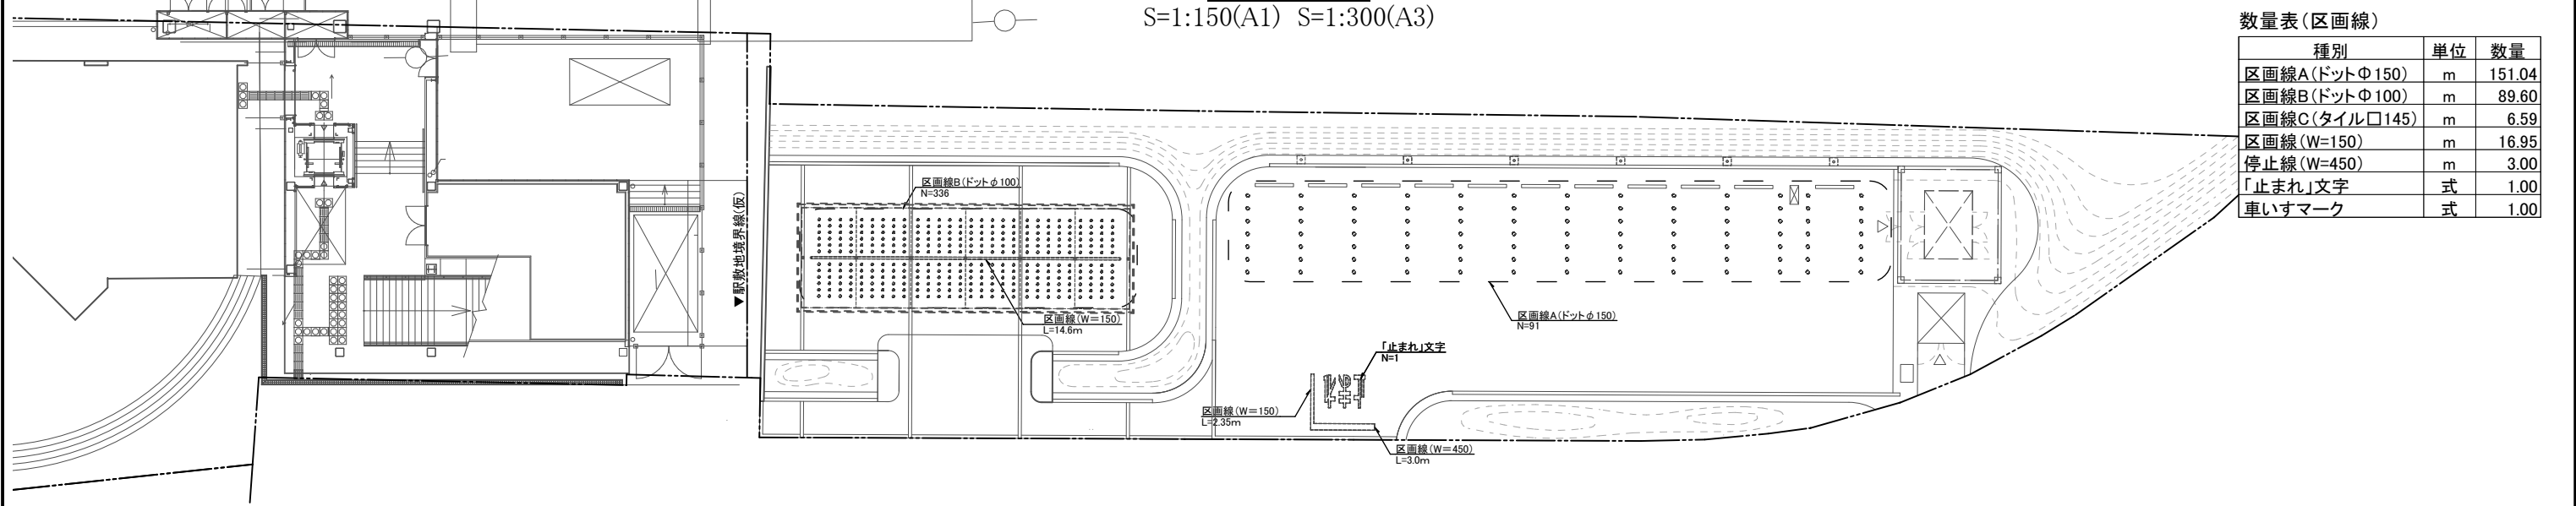 S=1:150(A1) S=1:300(A3)
数量表(区画線)
種別 単位 数量
区画線A(ドットΦ150) m 151.04
区画線B(ドットΦ100) m 89.60
区画線C(タイル□145) m 6.59
区画線(W=150) m 16.95
停止線(W=450) m 3.00
「止まれ」文字 式 1.00
車いすマーク 式 1.00
▼駅敷地境界線(仮)
区画線B(ドットφ100)
N=336
区画線(W=150)
L=14.6m
区画線A(ドットφ150)
N=91
「止まれ」文字
N=1
止まれ
区画線(W=150)
L=2.35m
区画線(W=450)
L=3.0m